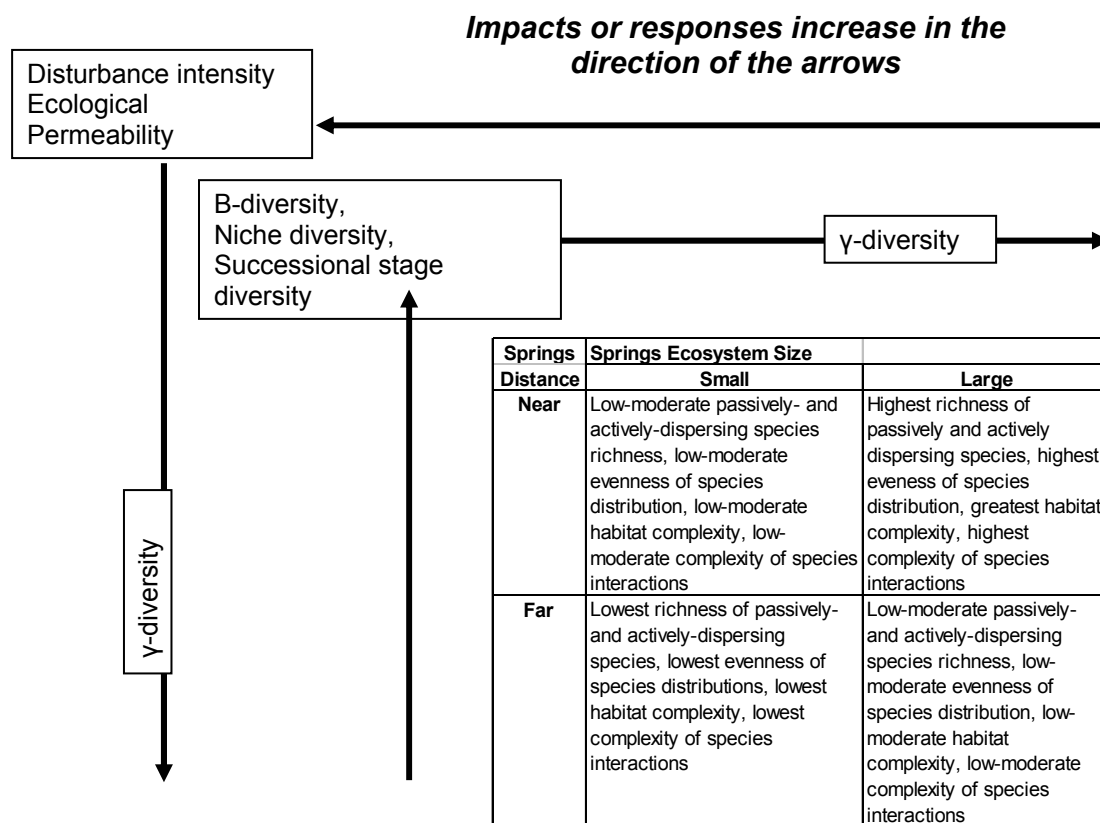 Impacts or responses increase in the
direction of the arrows
Disturbance intensity
Ecological
Permeability
B-diversity,
Niche diversity,
Successional stage
diversity
γ-diversity
γ-diversity
Springs Springs Ecosystem Size
Distance Small Large
Near
Low-moderate passively- and
actively-dispersing species
richness, low-moderate
evenness of species
distribution, low-moderate
habitat complexity, low-
moderate complexity of species
interactions
Highest richness of
passively and actively
dispersing species, highest
eveness of species
distribution, greatest habitat
complexity, highest
complexity of species
interactions
Far
Lowest richness of passively-
and actively-dispersing
species, lowest evenness of
species distributions, lowest
habitat complexity, lowest
complexity of species
interactions
Low-moderate passively-
and actively-dispersing
species richness, low-
moderate evenness of
species distribution, low-
moderate habitat
complexity, low-moderate
complexity of species
interactions